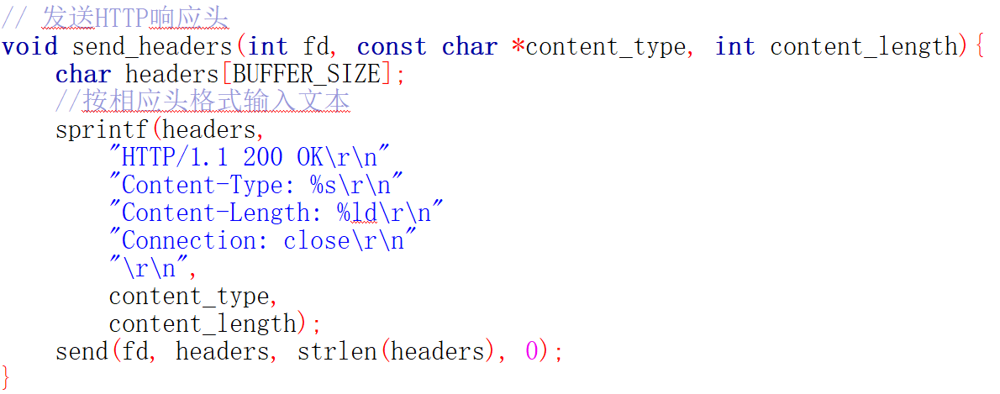 // 发送HTTP响应头
void send_headers(int fd, const char *content_type, int content_length){
    char headers[BUFFER_SIZE];
    //按相应头格式输入文本
    sprintf(headers,
        "HTTP/1.1 200 OK\r\n"
        "Content-Type: %s\r\n"
        "Content-Length: %ld\r\n"
        "Connection: close\r\n"
        "\r\n",
        content_type,
        content_length);
    send(fd, headers, strlen(headers), 0);
}